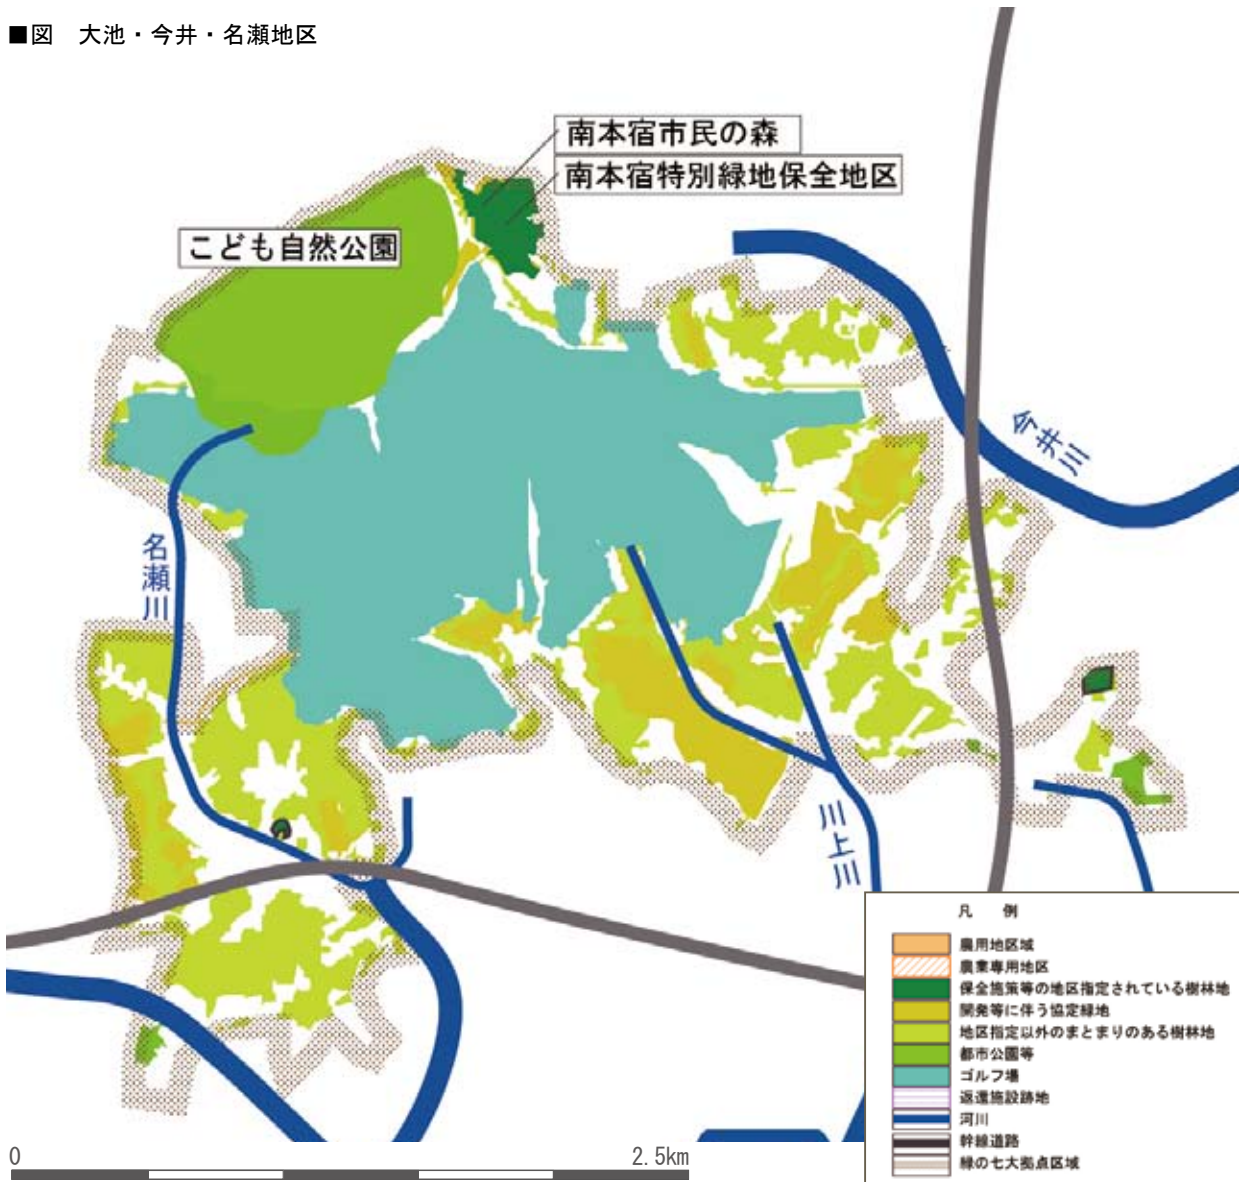 ■図　大池・今井・名瀬地区
南本宿市民の森
南本宿特別緑地保全地区
こども自然公園
今井川
名瀬川
川上川
凡　例
農用地区域
農業専用地区
保全施策等の地区指定されている樹林地
開発等に伴う協定緑地
地区指定以外のまとまりのある樹林地
都市公園等
ゴルフ場
返還施設跡地
河川
幹線道路
緑の七大拠点区域
0 2.5km